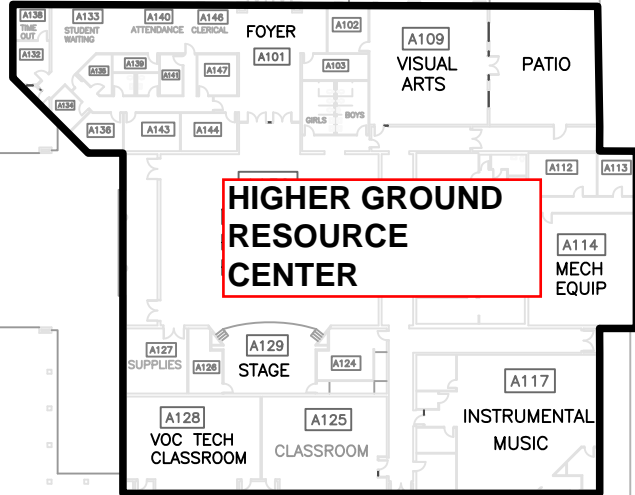 A138
TIME
OUT
A132
A133
STUDENT
WAITING
A140
ATTENDANCE
A146
CLERICAL
FOYER
A101
A102
A103
A109
VISUAL
ARTS
PATIO
A139
A141
A147
A134
A136
A143
A144
GIRLS
BOYS
A112
A113
HIGHER GROUND
RESOURCE
CENTER
A114
MECH
EQUIP
A127
SUPPLIES
A126
A129
STAGE
A124
A128
VOC TECH
CLASSROOM
A125
CLASSROOM
A117
INSTRUMENTAL
MUSIC